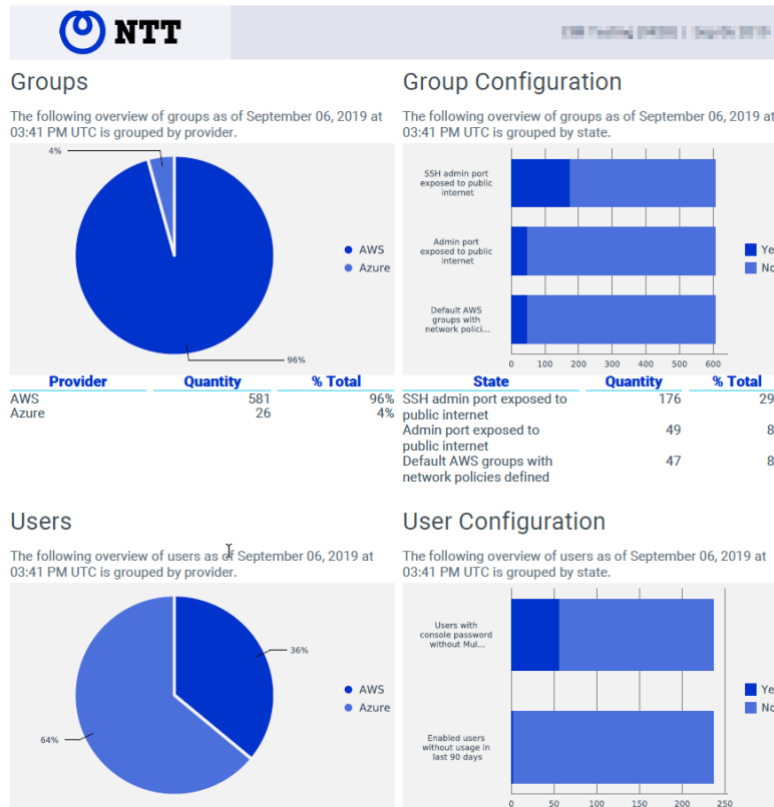 NTT
Groups
The following overview of groups as of September 06, 2019 at
03:41 PM UTC is grouped by provider.
4%
96%
AWS
Azure
Provider Quantity % Total
AWS 581 96%
Azure 26 4%
Group Configuration
The following overview of groups as of September 06, 2019 at
03:41 PM UTC is grouped by state.
SSH admin port
exposed to public
internet
Admin port
exposed to public
internet
Default AWS
groups with
network polici...
0 100 200 300 400 500 600
Ye
No
State Quantity % Total
SSH admin port exposed to 176 29
public internet
Admin port exposed to 49 8
public internet
Default AWS groups with 47 8
network policies defined
Users
The following overview of users as of September 06, 2019 at
03:41 PM UTC is grouped by provider.
36%
64%
AWS
Azure
User Configuration
The following overview of users as of September 06, 2019 at
03:41 PM UTC is grouped by state.
Users with
console password
without Mul...
Enabled users
without usage in
last 90 days
0 50 100 150 200 250
Ye
No